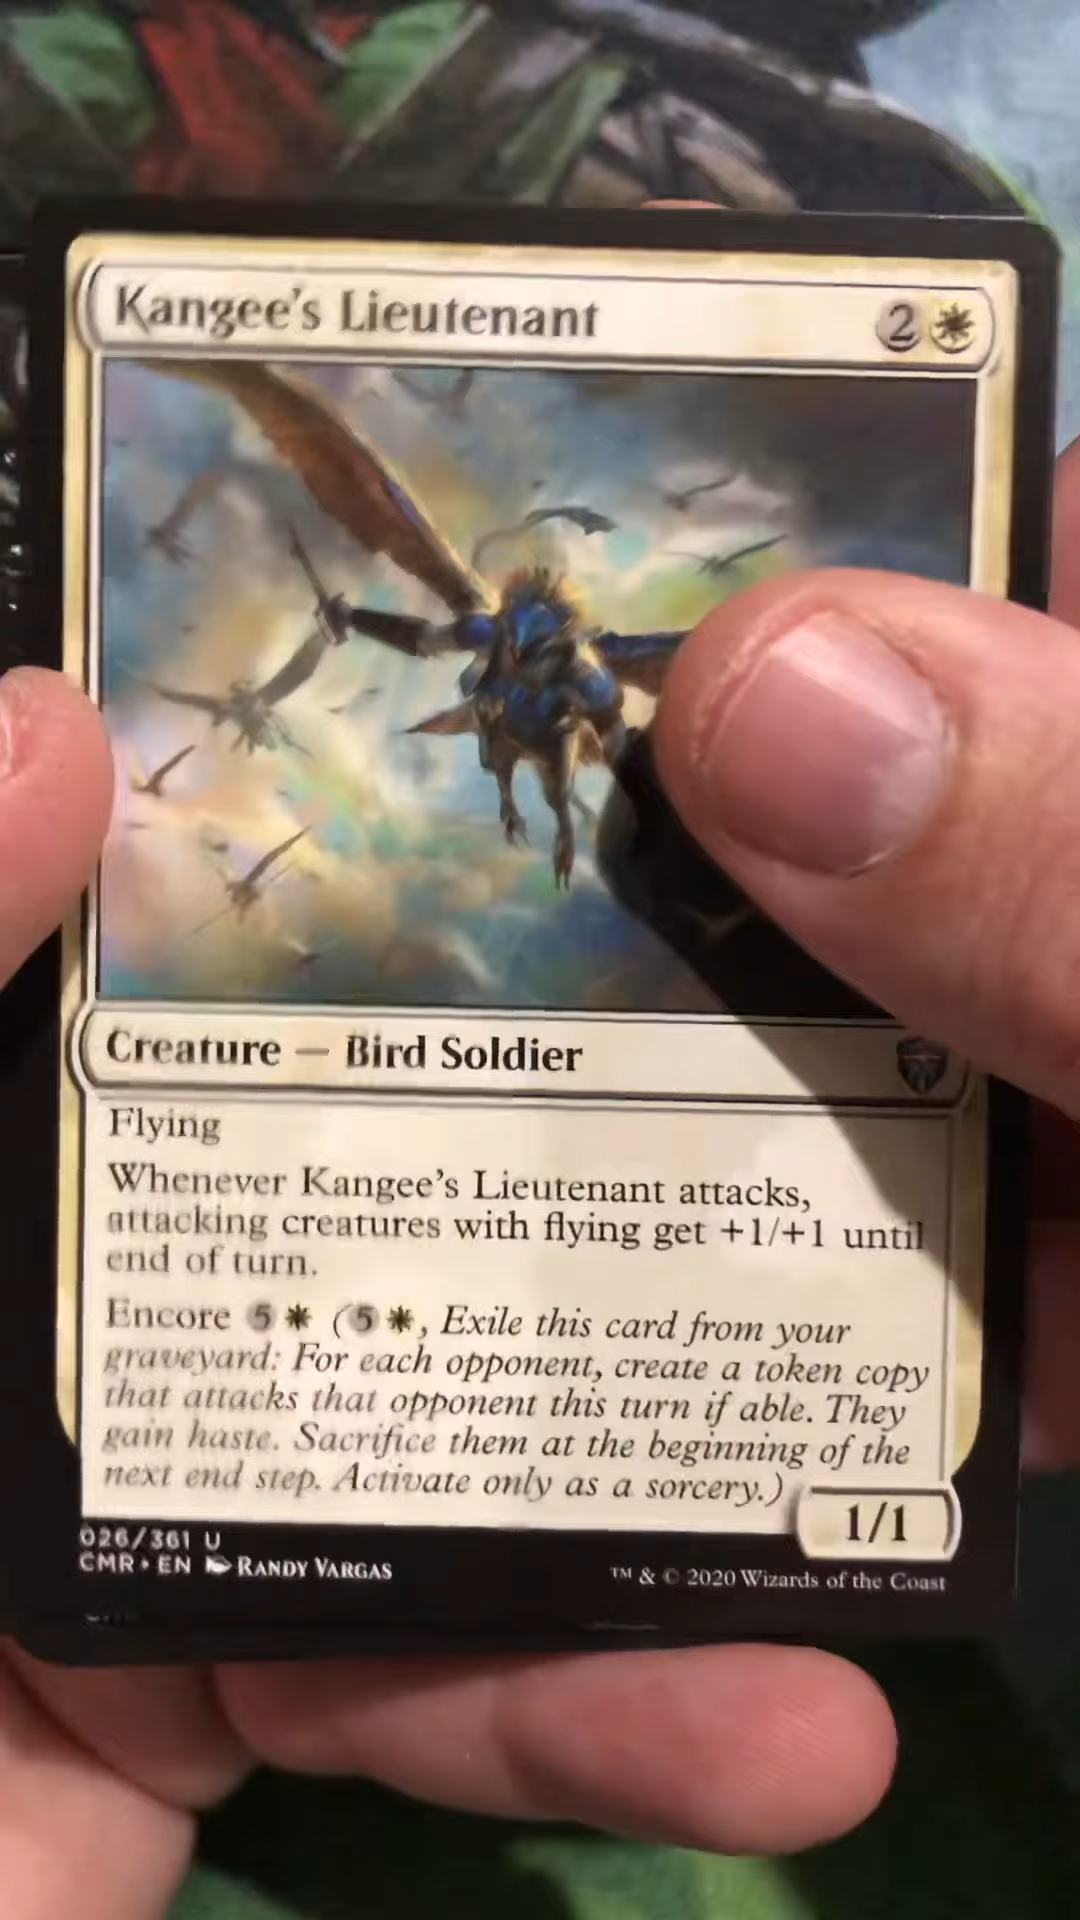 Kangee's Lieutenant 2
Creature — Bird Soldier
Flying
Whenever Kangee's Lieutenant attacks,
attacking creatures with flying get +1/+1 until
end of turn.
Encore 5 (5 , Exile this card from your
graveyard: For each opponent, create a token copy
that attacks that opponent this turn if able. They
gain haste. Sacrifice them at the beginning of the
next end step. Activate only as a sorcery.)
1/1
026/361 U
CMR • EN RANDY VARGAS
™ & © 2020 Wizards of the Coast